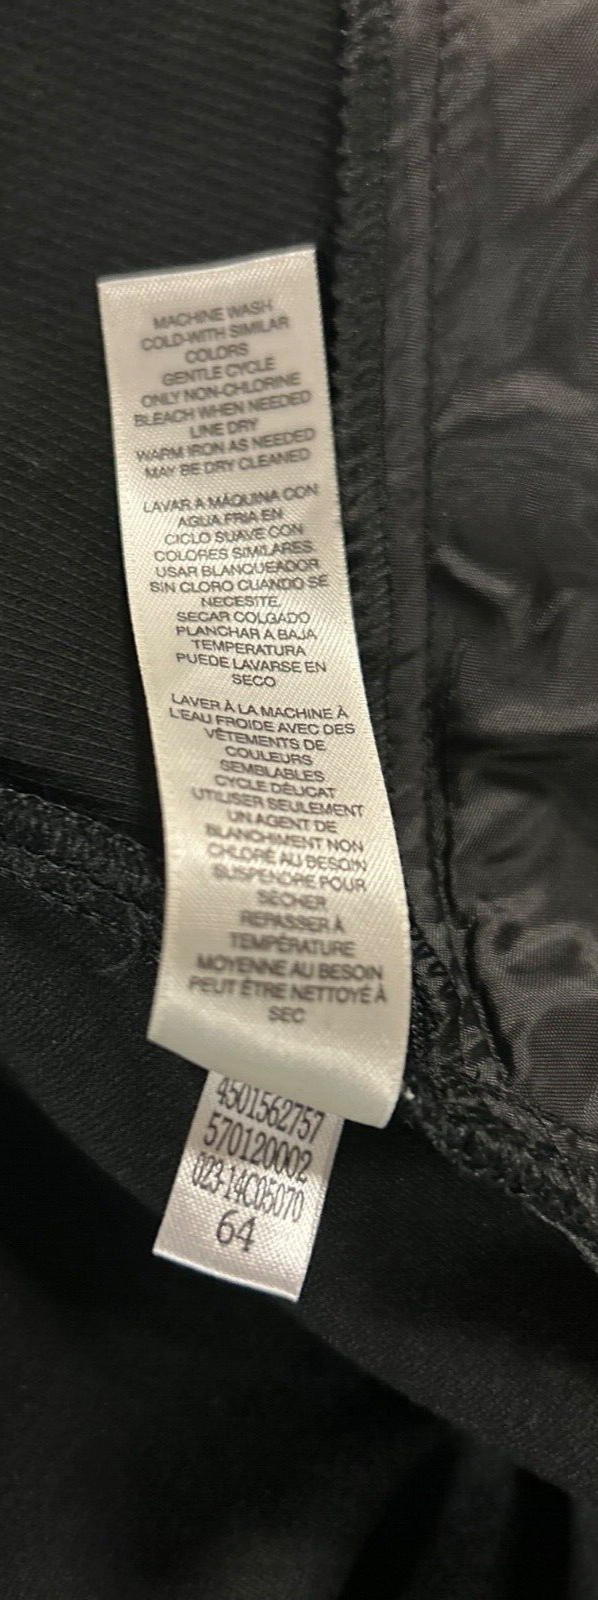 MACHINE WASH
COLD-WITH SIMILAR
COLORS
GENTLE CYCLE
ONLY NON-CHLORINE
BLEACH WHEN NEEDED
LINE DRY
WARM IRON AS NEEDED
MAY BE DRY CLEANED
LAVAR A MÁQUINA CON
AGUA FRIA EN
CICLO SUAVE CON
COLORES SIMILARES.
USAR BLANQUEADOR
SIN CLORO CUANDO SE
NECESITE.
SECAR COLGADO
PLANCHAR A BAJA
TEMPERATURA
PUEDE LAVARSE EN
SECO
LAVER À LA MACHINE À
L'EAU FROIDE AVEC DES
VÊTEMENTS DE
COULEURS
SEMBLABLES
CYCLE DÉLICAT
UTILISER SEULEMENT
UN AGENT DE
BLANCHIMENT NON
CHLORÉ AU BESOIN
SUSPENDRE POUR
SÉCHER
REPASSER À
TEMPÉRATURE
MOYENNE AU BESOIN
PEUT ÊTRE NETTOYÉ À
SEC
4501562757
570120002
023-14C05070
64